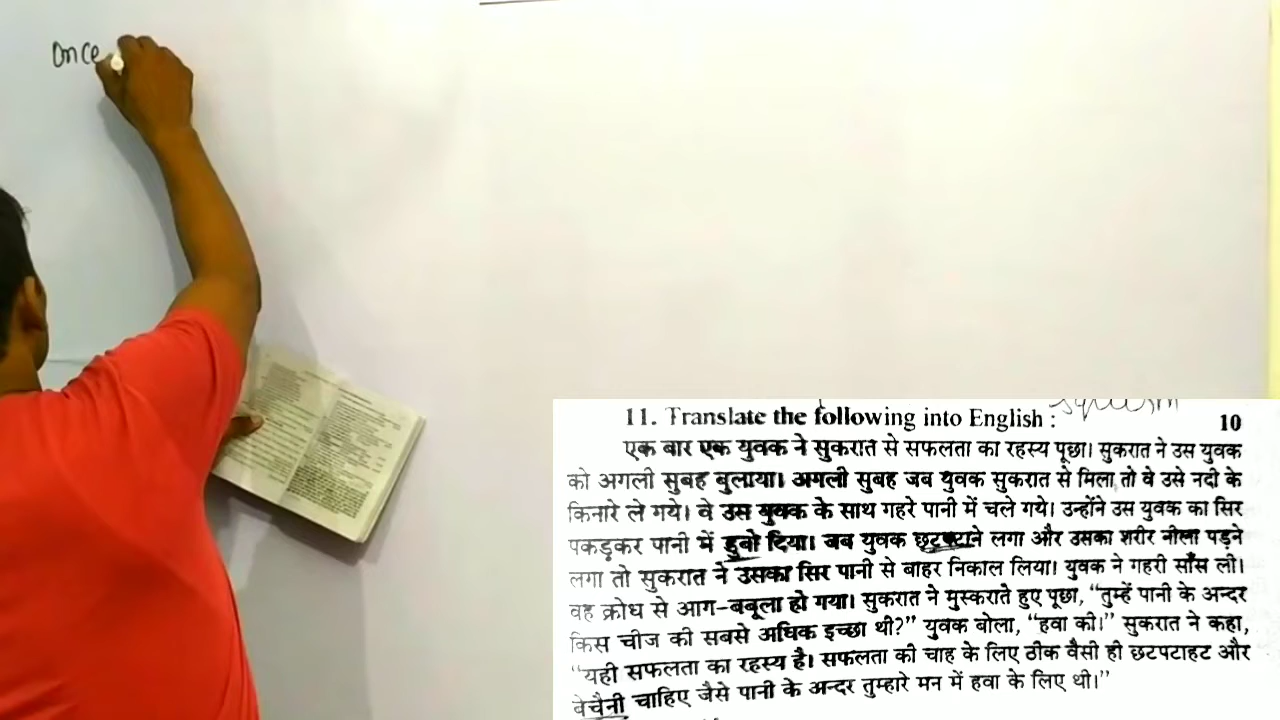 once
11. Translate the following into English :
10
एक बार एक युवक ने सुकरात से सफलता का रहस्य पूछा। सुकरात ने उस युवक
को अगली सुबह बुलाया। अगली सुबह जब युवक सुकरात से मिला तो वे उसे नदी के
किनारे ले गये। वे उस युवक के साथ गहरे पानी में चले गये। उन्होंने उस युवक का सिर
पकड़कर पानी में डुबो दिया। जब युवक छटपटाने लगा और उसका शरीर नीला पड़ने
लगा तो सुकरात ने उसका सिर पानी से बाहर निकाल लिया। युवक ने गहरी साँस ली।
वह क्रोध से आग-बबूला हो गया। सुकरात ने मुस्कराते हुए पूछा, “तुम्हें पानी के अन्दर
किस चीज की सबसे अधिक इच्छा थी?” युवक बोला, “हवा की।” सुकरात ने कहा,
“यही सफलता का रहस्य है। सफलता की चाह के लिए ठीक वैसी ही छटपटाहट और
बेचैनी चाहिए जैसे पानी के अन्दर तुम्हारे मन में हवा के लिए थी।”